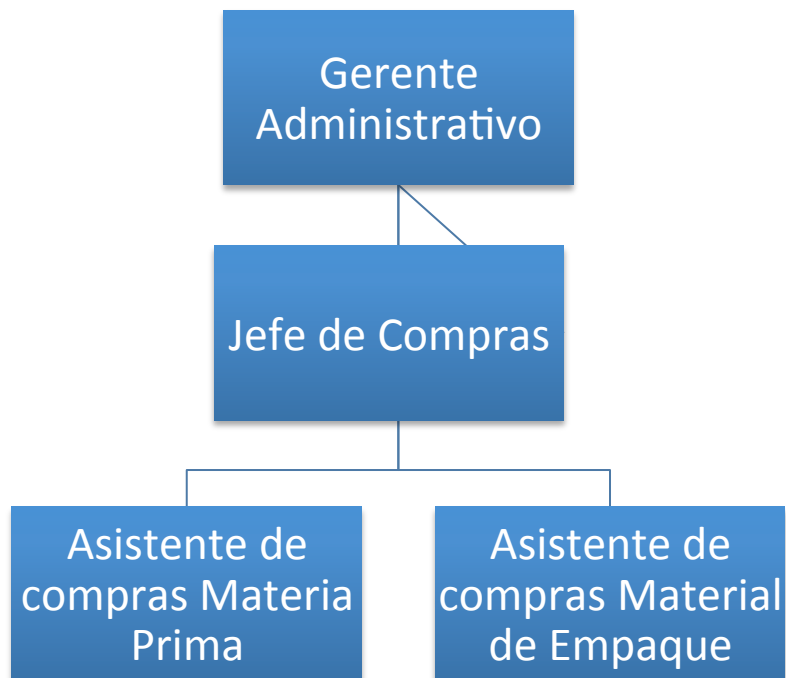 Gerente
Administrativo
Jefe de Compras
Asistente de
compras Materia
Prima
Asistente de
compras Material
de Empaque